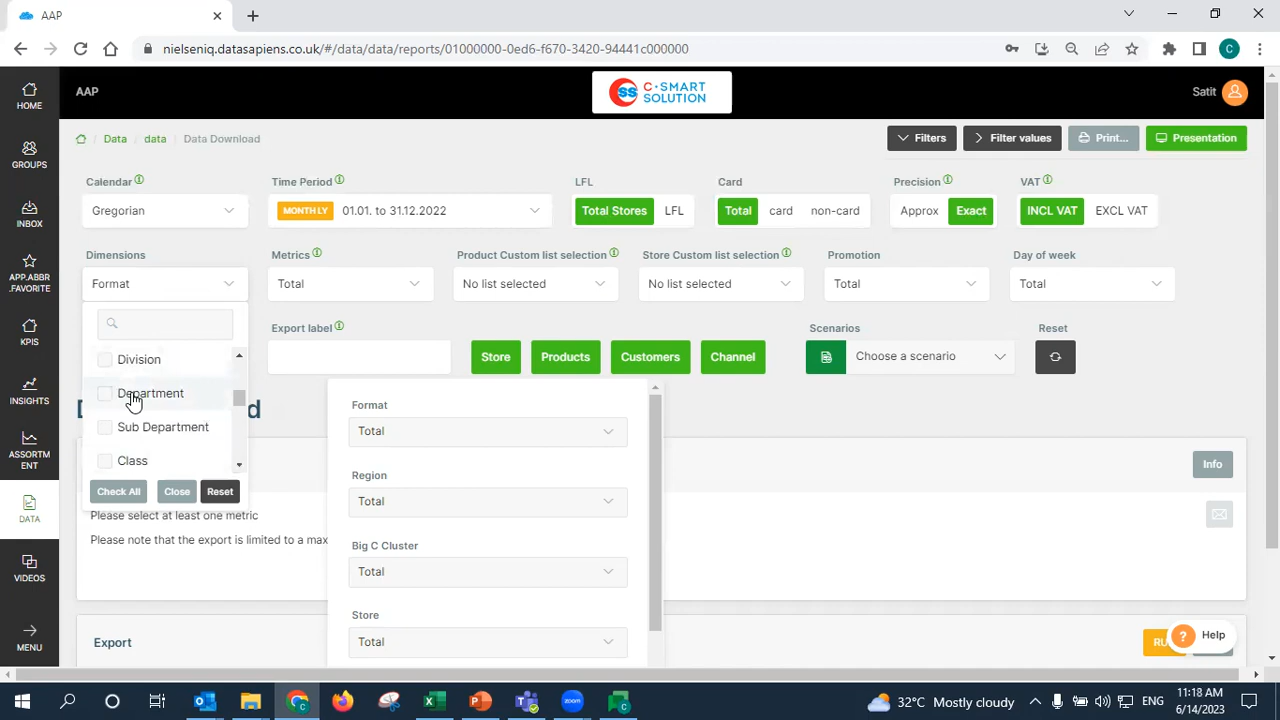 AAP
nielseniq.datasapiens.co.uk/#/data/data/reports/01000000-0ed6-f670-3420-94441c000000
C
HOME
AAP
CSS C·SMART SOLUTION
Satit
Data / data / Data Download
Filters
Filter values
Print...
Presentation
GROUPS
Calendar
Time Period
LFL
Card
Precision
VAT
Gregorian
MONTHLY 01.01. to 31.12.2022
Total Stores LFL
Total card non-card
Approx Exact
INCL VAT EXCL VAT
INBOX
Dimensions
Metrics
Product Custom list selection
Store Custom list selection
Promotion
Day of week
Format
Total
No list selected
No list selected
Total
Total
APP.ABBR
.FAVORITE
Export label
Scenarios
Reset
Store
Products
Customers
Channel
Choose a scenario
KPIS
Division
Department
Sub Department
Class
Check All
Close
Reset
d
INSIGHTS
ASSORTM
ENT
DATA
VIDEOS
MENU
Format
Total
Region
Total
Big C Cluster
Total
Store
Total
Info
Please select at least one metric
Please note that the export is limited to a max
Export
RU
? Help
32°C Mostly cloudy
ENG
11:18 AM
6/14/2023